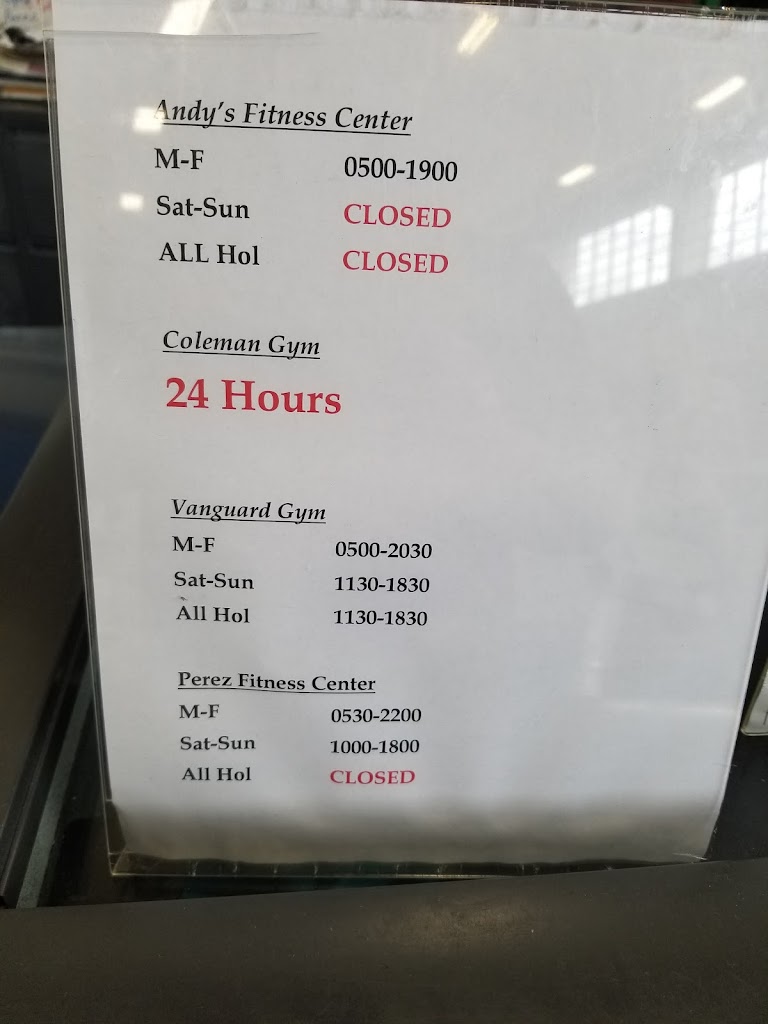 Andy's Fitness Center
M-F 0500-1900
Sat-Sun CLOSED
ALL Hol CLOSED
Coleman Gym
24 Hours
Vanguard Gym
M-F 0500-2030
Sat-Sun 1130-1830
All Hol 1130-1830
Perez Fitness Center
M-F 0530-2200
Sat-Sun 1000-1800
All Hol CLOSED